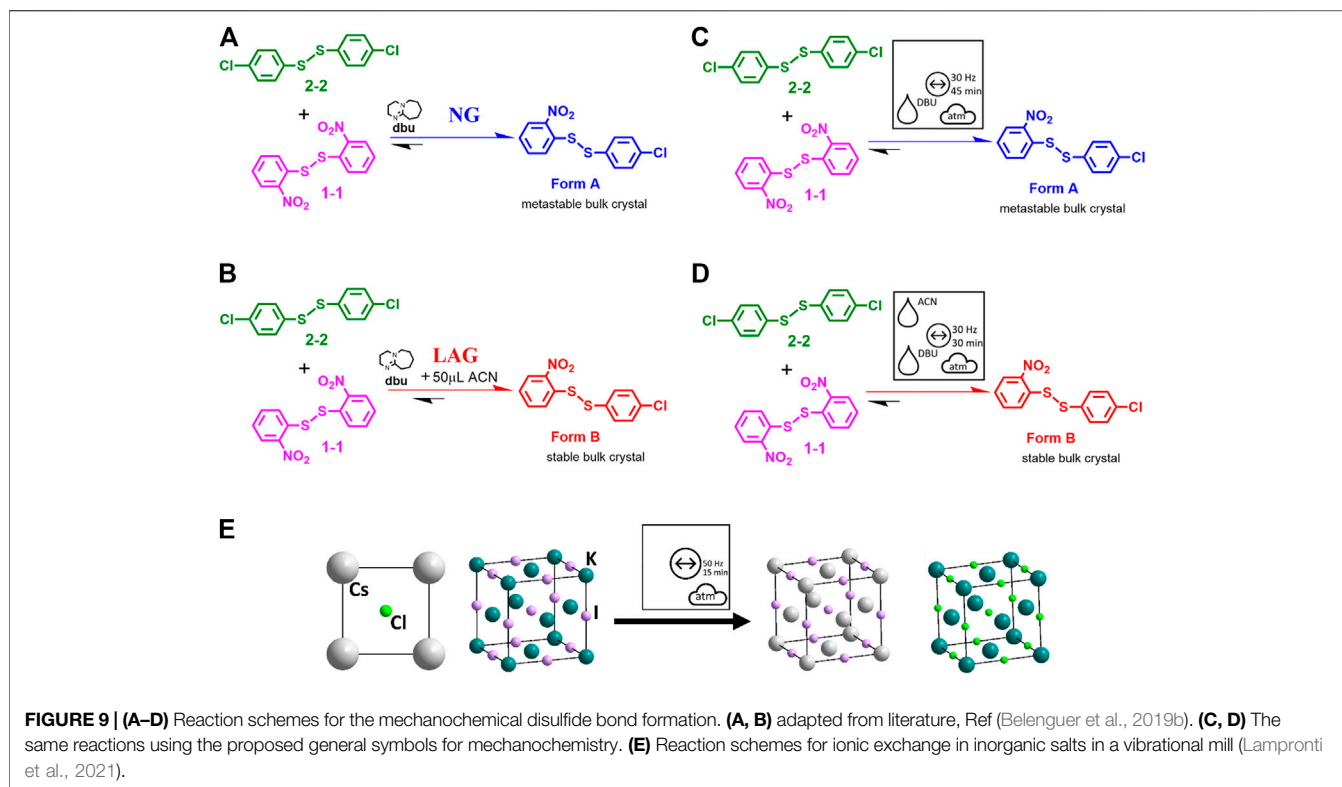 A
Cl
S
S
Cl
2-2
+
N
N
dbu
NG
O₂N
NO₂
S
S
NO₂
1-1
NO₂
S
S
Cl
Form A
metastable bulk crystal
C
Cl
S
S
Cl
2-2
+
30 Hz
45 min
DBU
atm
NO₂
S
S
NO₂
1-1
NO₂
S
S
Cl
Form A
metastable bulk crystal
B
Cl
S
S
Cl
2-2
+
N
N
dbu
LAG
+50μL ACN
NO₂
S
S
NO₂
1-1
NO₂
S
S
Cl
Form B
stable bulk crystal
D
Cl
S
S
Cl
2-2
+
ACN
30 Hz
30 min
DBU
atm
NO₂
S
S
NO₂
1-1
NO₂
S
S
Cl
Form B
stable bulk crystal
E
Cs
Cl
K
I
50 Hz
15 min
atm
FIGURE 9 | (A–D) Reaction schemes for the mechanochemical disulfide bond formation. (A, B) adapted from literature, Ref (Belenguer et al., 2019b). (C, D) The
same reactions using the proposed general symbols for mechanochemistry. (E) Reaction schemes for ionic exchange in inorganic salts in a vibrational mill (Lampronti
et al., 2021).